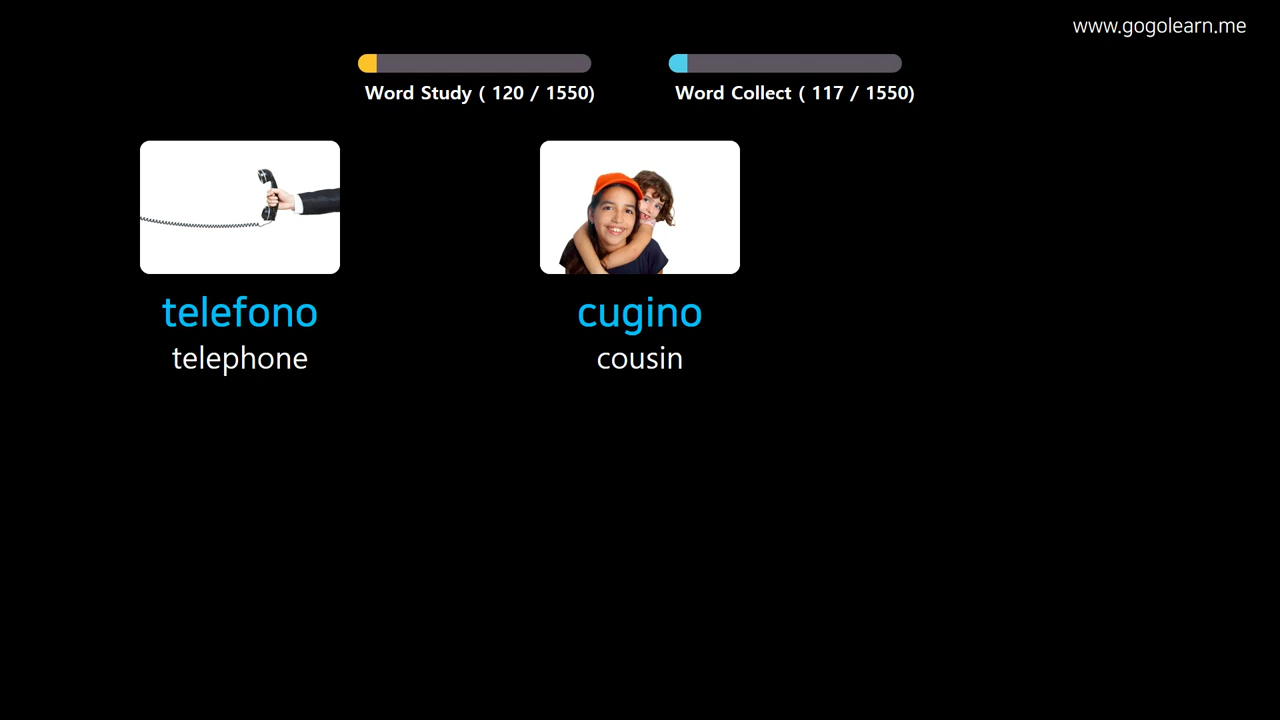 www.gogolearn.me
Word Study ( 120 / 1550)
Word Collect ( 117 / 1550)
telefono
telephone
cugino
cousin